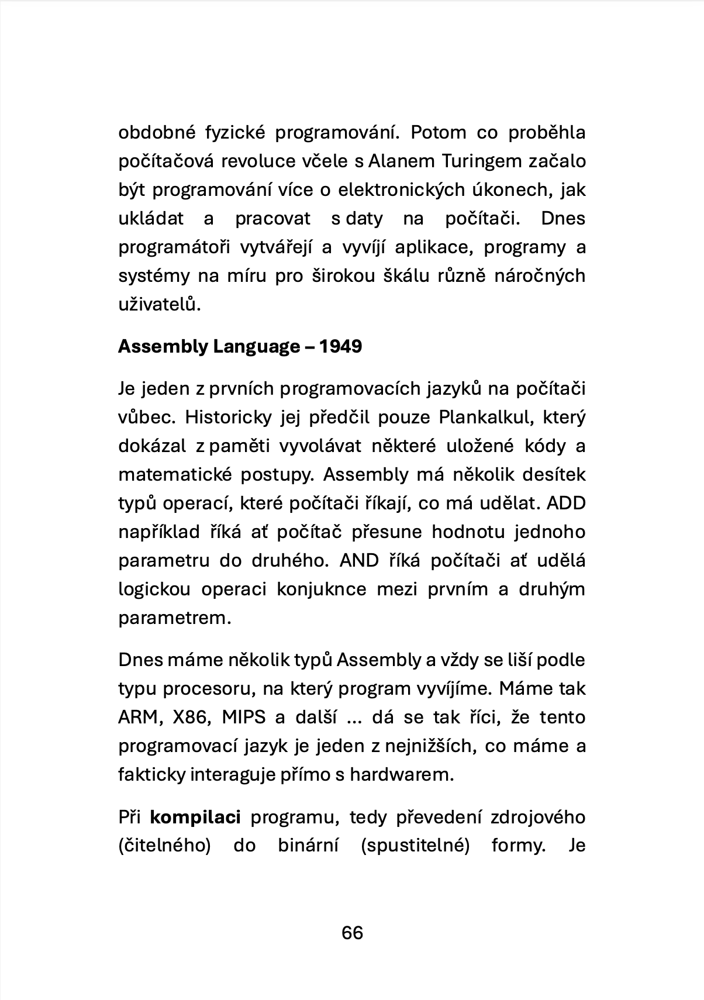 obdobné fyzické programování. Potom co proběhla
počítačová revoluce včele s Alanem Turingem začalo
být programování více o elektronických úkonech, jak
ukládat a pracovat s daty na počítači. Dnes
programátoři vytvářejí a vyvíjí aplikace, programy a
systémy na míru pro širokou škálu různě náročných
uživatelů.
Assembly Language – 1949
Je jeden z prvních programovacích jazyků na počítači
vůbec. Historicky jej předčil pouze Plankalkul, který
dokázal z paměti vyvolávat některé uložené kódy a
matematické postupy. Assembly má několik desítek
typů operací, které počítači říkají, co má udělat. ADD
například říká ať počítač přesune hodnotu jednoho
parametru do druhého. AND říká počítači ať udělá
logickou operaci konjuknce mezi prvním a druhým
parametrem.
Dnes máme několik typů Assembly a vždy se liší podle
typu procesoru, na který program vyvíjíme. Máme tak
ARM, X86, MIPS a další ... dá se tak říci, že tento
programovací jazyk je jeden z nejnižších, co máme a
fakticky interaguje přímo s hardwarem.
Při kompilaci programu, tedy převedení zdrojového
(čitelného) do binární (spustitelné) formy. Je
66